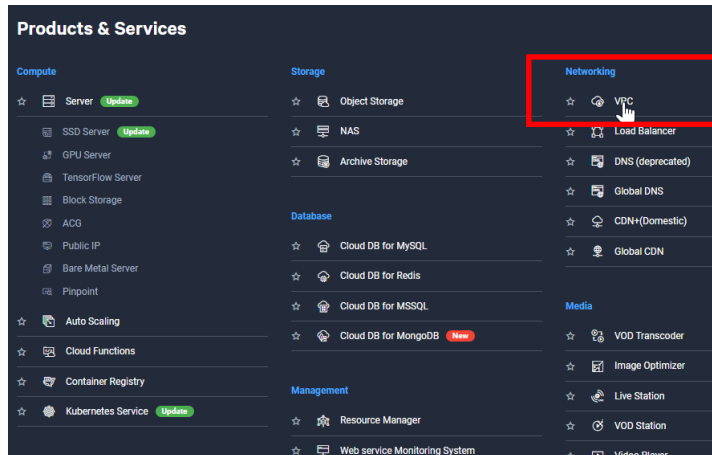 Products & Services
Compute
Server Update
SSD Server Update
GPU Server
TensorFlow Server
Block Storage
ACG
Public IP
Bare Metal Server
Pinpoint
Auto Scaling
Cloud Functions
Container Registry
Kubernetes Service Update
Storage
Object Storage
NAS
Archive Storage
Database
Cloud DB for MySQL
Cloud DB for Redis
Cloud DB for MSSQL
Cloud DB for MongoDB New
Management
Resource Manager
Web service Monitoring System
Networking
VPC
Load Balancer
DNS (deprecated)
Global DNS
CDN+(Domestic)
Global CDN
Media
VOD Transcoder
Image Optimizer
Live Station
VOD Station
Video Player